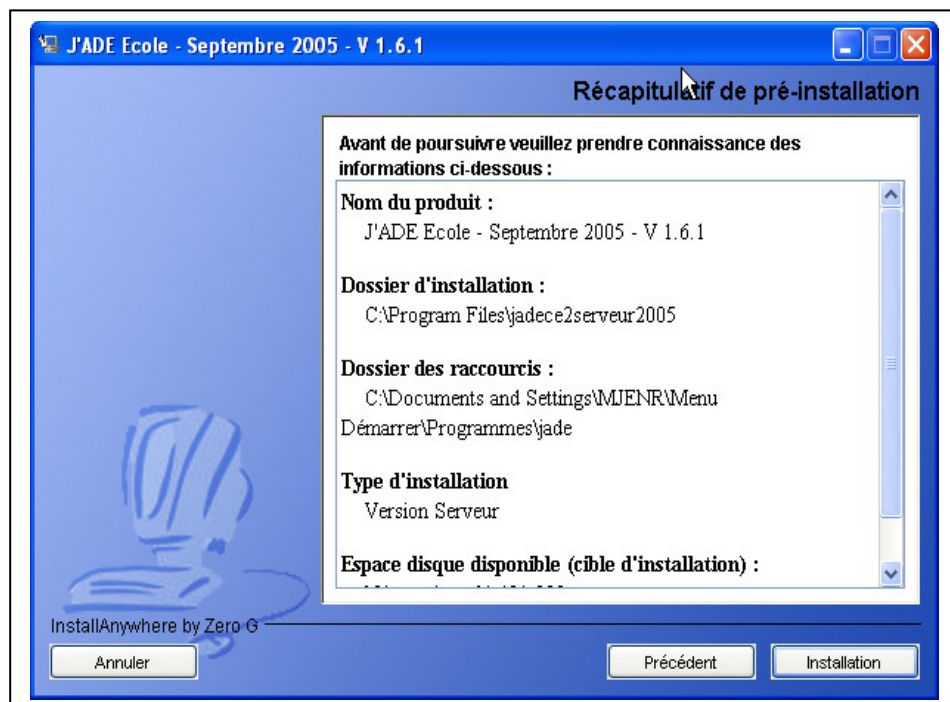 J'ADE Ecole - Septembre 2005 - V 1.6.1
Récapitulatif de pré-installation
Avant de poursuivre veuillez prendre connaissance des
informations ci-dessous :
Nom du produit :
J'ADE Ecole - Septembre 2005 - V 1.6.1
Dossier d'installation :
C:\Program Files\jadece2serveur2005
Dossier des raccourcis :
C:\Documents and Settings\MJENR\Menu
Démarrer\Programmes\jade
Type d'installation
Version Serveur
Espace disque disponible (cible d'installation) :
InstallAnywhere by Zero G
Annuler
Précédent
Installation